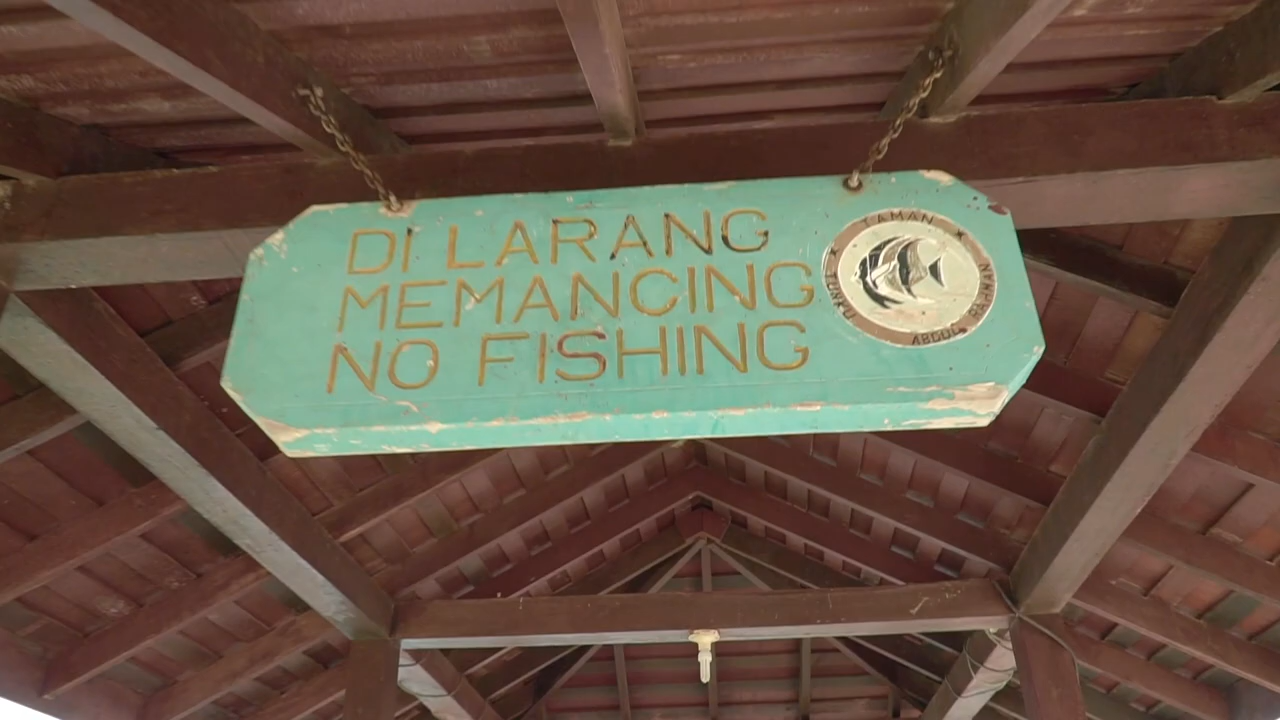 DI LARANG
MEMANCING
NO FISHING
TAMAN
TUNKU
ABDUL
RAHMAN